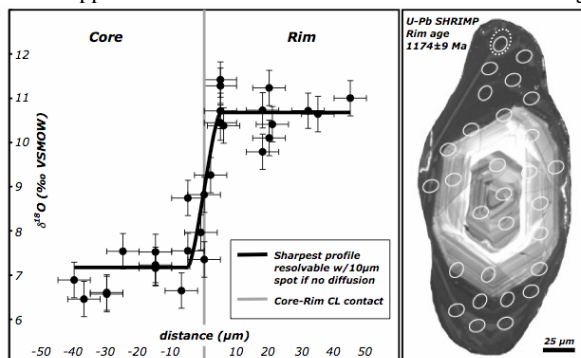 Core
Rim
12
11
10
9
8
7
6
δ18O (‰ VSMOW)
Sharpest profile
resolvable w/10µm
spot if no diffusion
Core-Rim CL contact
-50 -40 -30 -20 -10 0 10 20 30 40 50
distance (µm)
U-Pb SHRIMP
Rim age
1174±9 Ma
25 µm